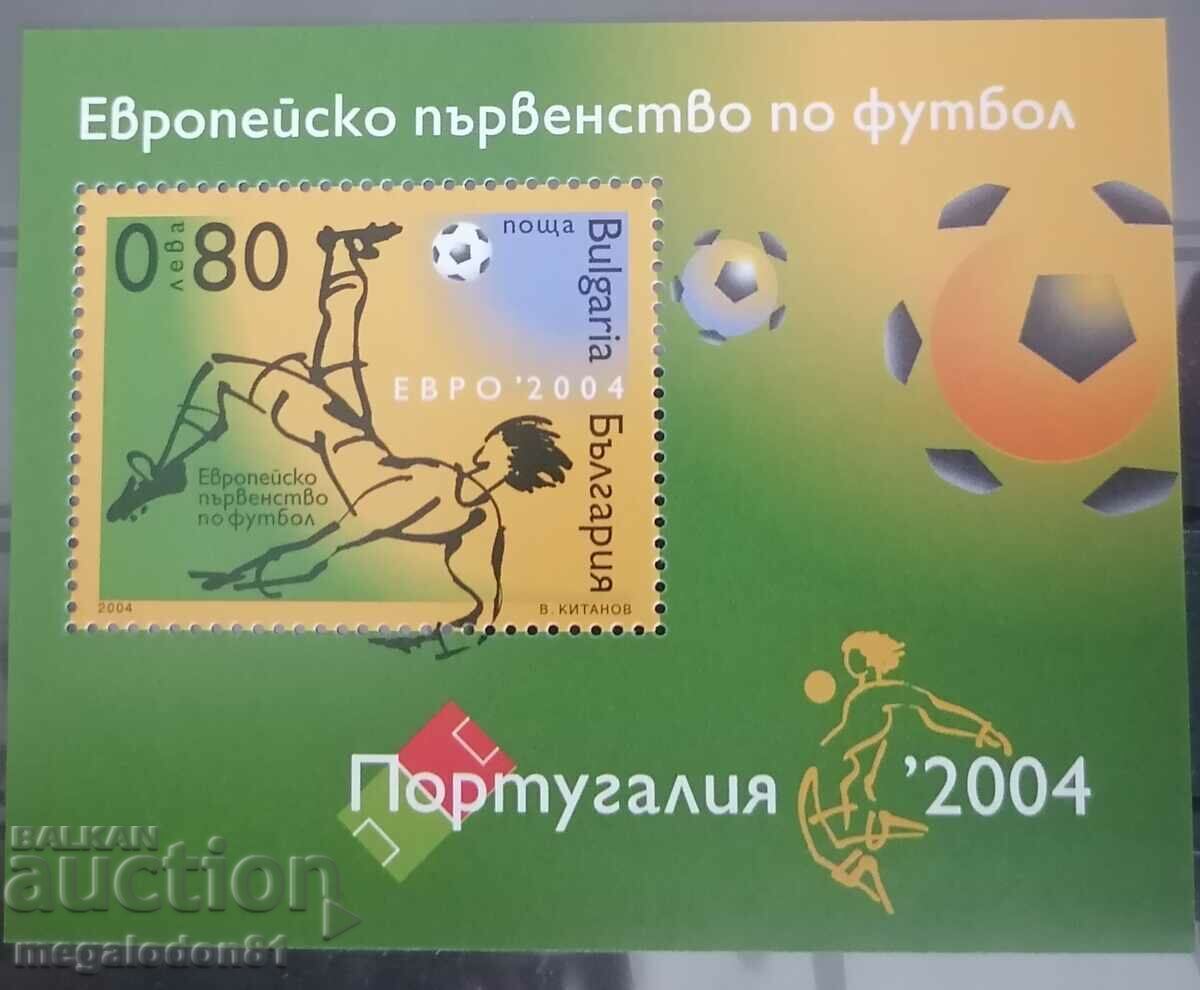 Европейско първенство по футбол
0 лева 80
поща
Bulgaria
ЕВРО '2004
България
Европейско
първенство
по футбол
2004
В. КИТАНОВ
Португалия '2004
BALKAN
auction
megalodon81